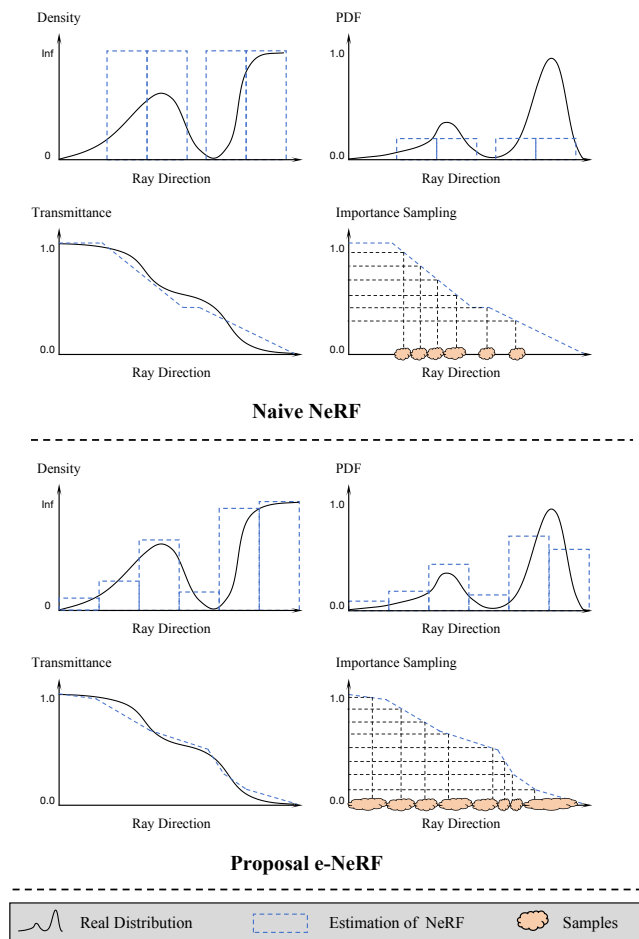 Density
PDF
Inf
0
Ray Direction
1.0
0.0
Ray Direction
Transmittance
Importance Sampling
1.0
0.0
Ray Direction
1.0
0.0
Ray Direction
Naive NeRF
Density
PDF
Inf
0
Ray Direction
1.0
0.0
Ray Direction
Transmittance
Importance Sampling
1.0
0.0
Ray Direction
1.0
0.0
Ray Direction
Proposal e-NeRF
Real Distribution
Estimation of NeRF
Samples